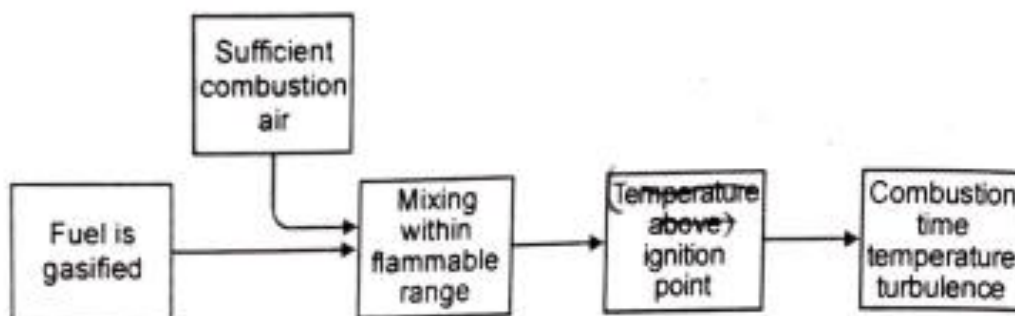 Sufficient
combustion
air
Fuel is
gasified
Mixing
within
flammable
range
(Temperature
above)
ignition
point
Combustion
time
temperature
turbulence